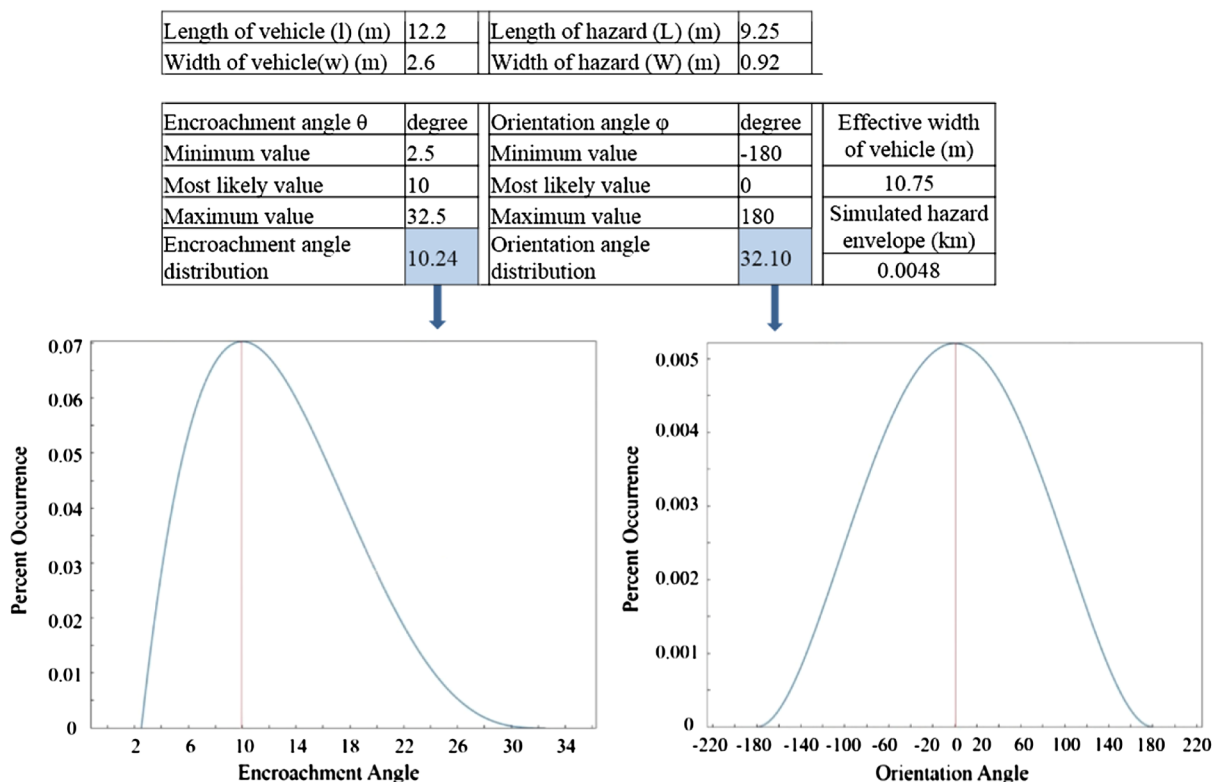 Length of vehicle (l) (m) 12.2 Length of hazard (L) (m) 9.25
Width of vehicle(w) (m) 2.6 Width of hazard (W) (m) 0.92
Encroachment angle θ degree Orientation angle φ degree Effective width of vehicle (m)
Minimum value 2.5 Minimum value -180
Most likely value 10 Most likely value 0 10.75
Maximum value 32.5 Maximum value 180 Simulated hazard envelope (km)
Encroachment angle distribution 10.24 Orientation angle distribution 32.10 0.0048
0.07
0.06
0.05
0.04
0.03
0.02
0.01
0
Percent Occurrence
2 6 10 14 18 22 26 30 34
Encroachment Angle
0.005
0.004
0.003
0.002
0.001
0
Percent Occurrence
-220 -180 -140 -100 -60 -20 0 20 60 100 140 180 220
Orientation Angle